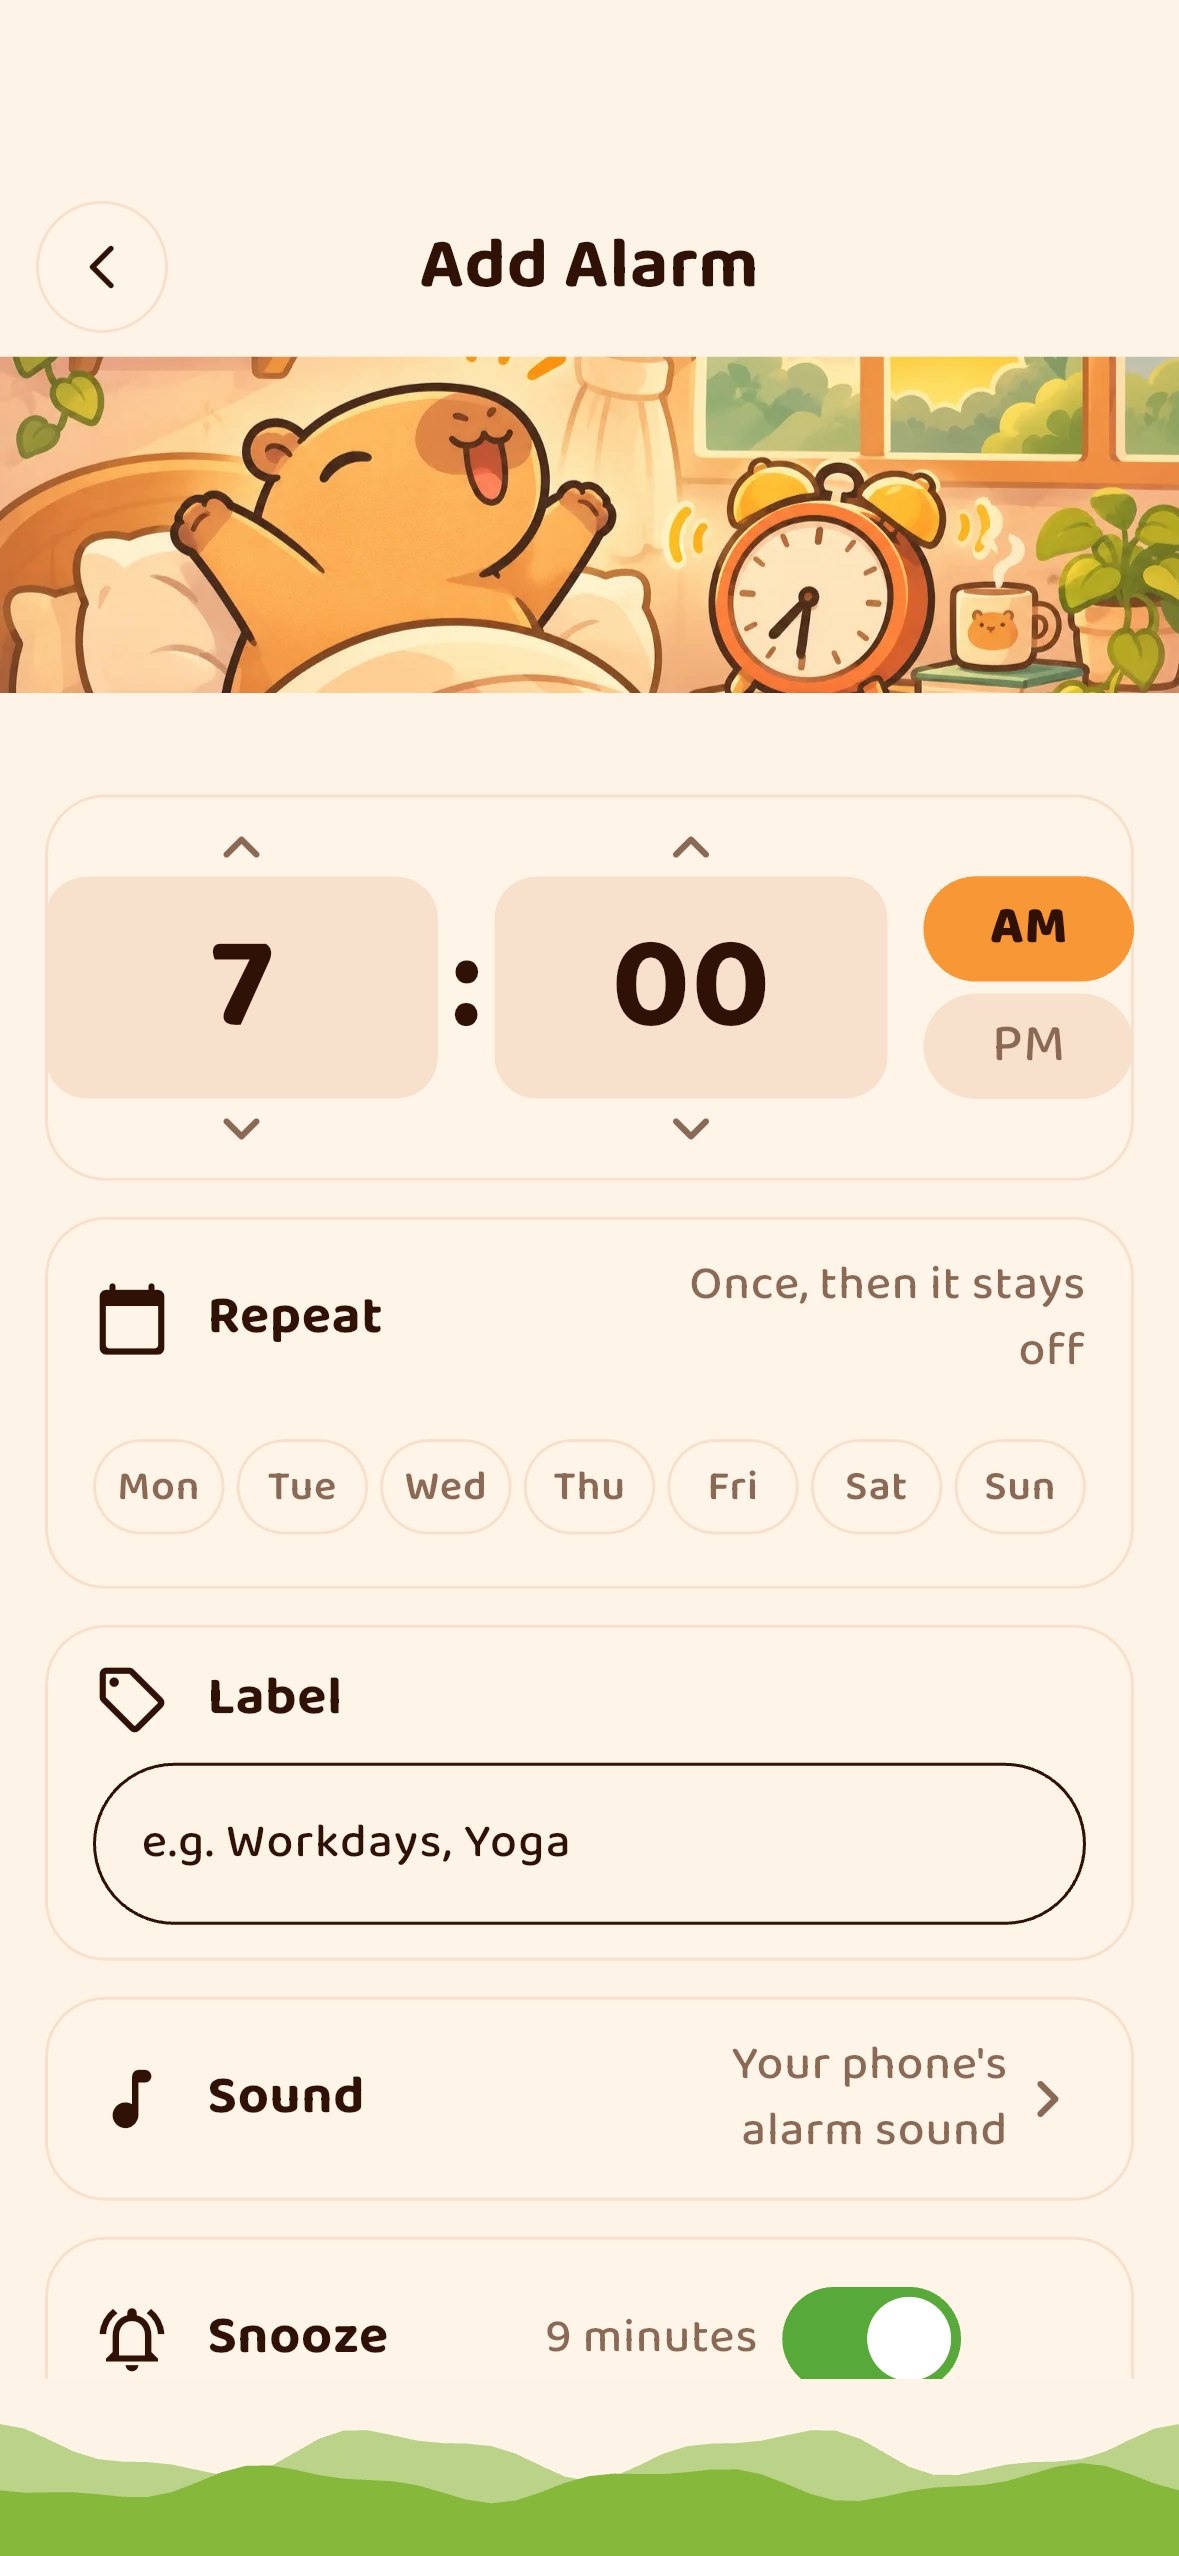 Add Alarm
7 : 00
AM
PM
Repeat
Once, then it stays
off
Mon Tue Wed Thu Fri Sat Sun
Label
e.g. Workdays, Yoga
Sound
Your phone's
alarm sound
Snooze 9 minutes